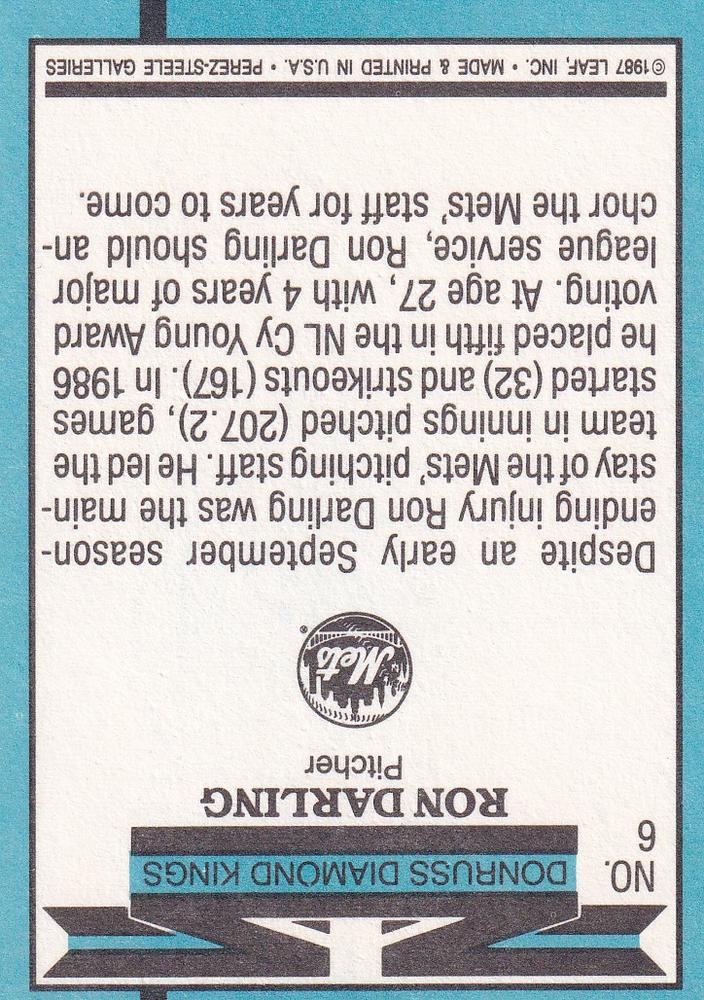 DONRUSS DIAMOND KINGS
NO.
6
RON DARLING
Pitcher
Mets
Despite an early September season-
ending injury Ron Darling was the main-
stay of the Mets' pitching staff. He led the
team in innings pitched (207.2), games
started (32) and strikeouts (167). In 1986
he placed fifth in the NL Cy Young Award
voting. At age 27, with 4 years of major
league service, Ron Darling should an-
chor the Mets' staff for years to come.
©1987 LEAF, INC. • MADE & PRINTED IN U.S.A. • PEREZ-STEELE GALLERIES